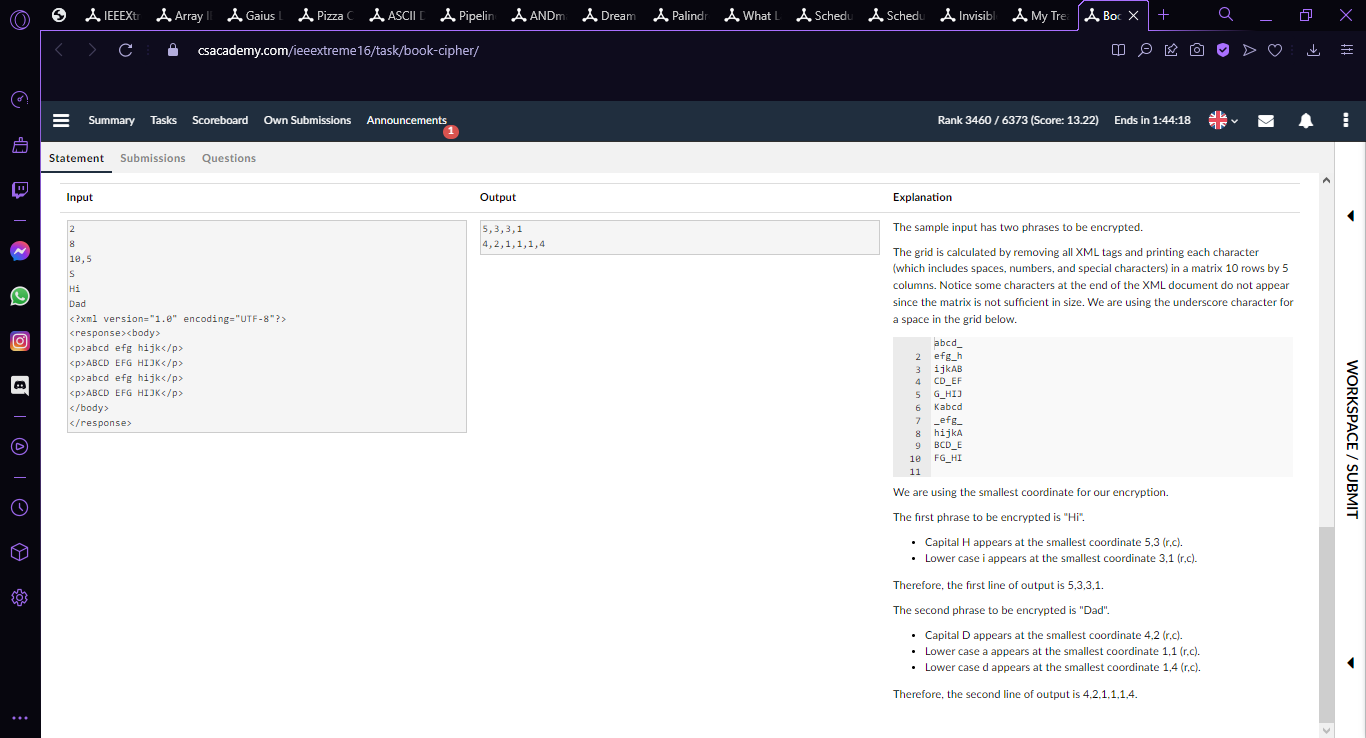 IEEEXtr
Array I
Gaius
Pizza C
ASCII
Pipelin
ANDm
Dream
Palindr
What L
Schedu
Schedu
Invisibl
My Tre
Boo
csacademy.com/ieeextreme16/task/book-cipher/
Summary Tasks Scoreboard Own Submissions Announcements
1
Rank 3460 / 6373 (Score: 13.22) Ends in 1:44:18
Statement Submissions Questions
Input
2
8
10,5
S
Hi
Dad
<?xml version="1.0" encoding="UTF-8"?>
<response><body>
<p>abcd efg hijk</p>
<p>ABCD EFG HIJK</p>
<p>abcd efg hijk</p>
<p>ABCD EFG HIJK</p>
</body>
</response>
Output
5,3,3,1
4,2,1,1,1,4
Explanation
The sample input has two phrases to be encrypted.
The grid is calculated by removing all XML tags and printing each character
(which includes spaces, numbers, and special characters) in a matrix 10 rows by 5
columns. Notice some characters at the end of the XML document do not appear
since the matrix is not sufficient in size. We are using the underscore character for
a space in the grid below.
abcd_
2 efg_h
3 ijkAB
4 CD_EF
5 G_HIJ
6 Kabcd
7 _efg_
8 hijkA
9 BCD_E
10 FG_HI
11
We are using the smallest coordinate for our encryption.
The first phrase to be encrypted is "Hi".
• Capital H appears at the smallest coordinate 5,3 (r,c).
• Lower case i appears at the smallest coordinate 3,1 (r,c).
Therefore, the first line of output is 5,3,3,1.
The second phrase to be encrypted is "Dad".
• Capital D appears at the smallest coordinate 4,2 (r,c).
• Lower case a appears at the smallest coordinate 1,1 (r,c).
• Lower case d appears at the smallest coordinate 1,4 (r,c).
Therefore, the second line of output is 4,2,1,1,1,4.
WORKSPACE / SUBMIT